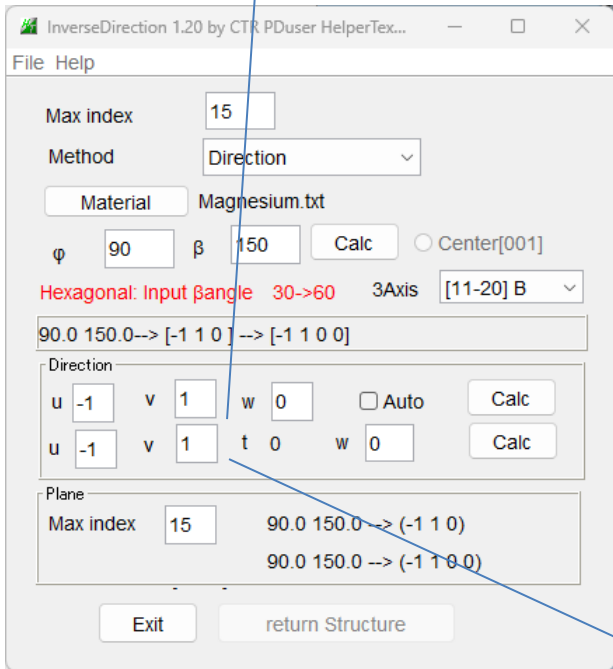 InverseDirection 1.20 by CTR PDuser HelperTex...
File Help
Max index 15
Method Direction
Material Magnesium.txt
φ 90 β 150 Calc Center[001]
Hexagonal: Input βangle 30->60 3Axis [11-20] B
90.0 150.0--> [-1 1 0 ] --> [-1 1 0 0]
Direction
u -1 v 1 w 0 Auto Calc
u -1 v 1 t 0 w 0 Calc
Plane
Max index 15 90.0 150.0 --> (-1 1 0)
90.0 150.0 --> (-1 1 0 0)
Exit return Structure